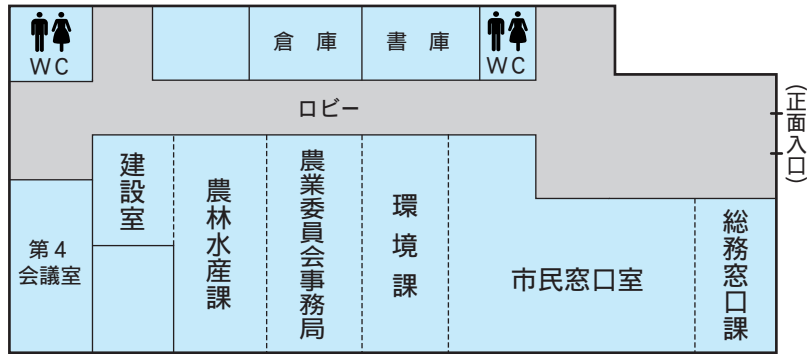 WC
倉庫
書庫
WC
ロビー
(正面入口)
建設室
農林水産課
農業委員会事務局
環境課
第4
会議室
市民窓口室
総務窓口課